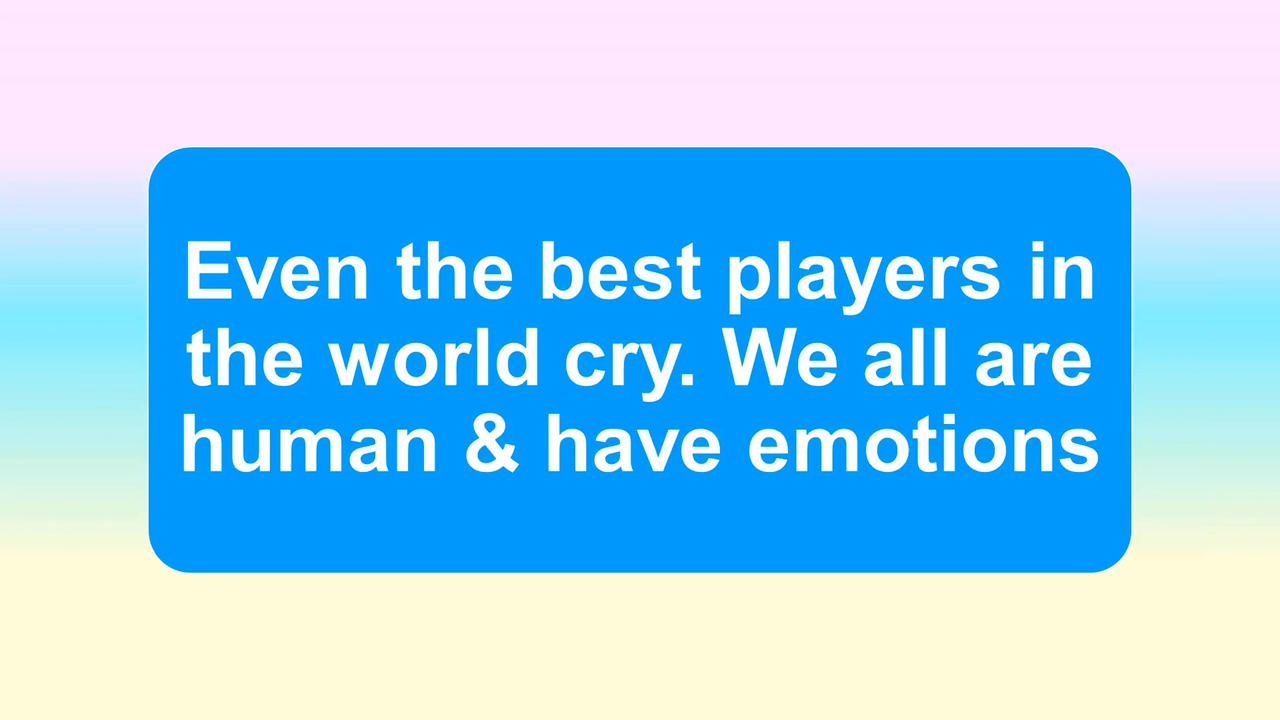 Even the best players in
the world cry. We all are
human & have emotions